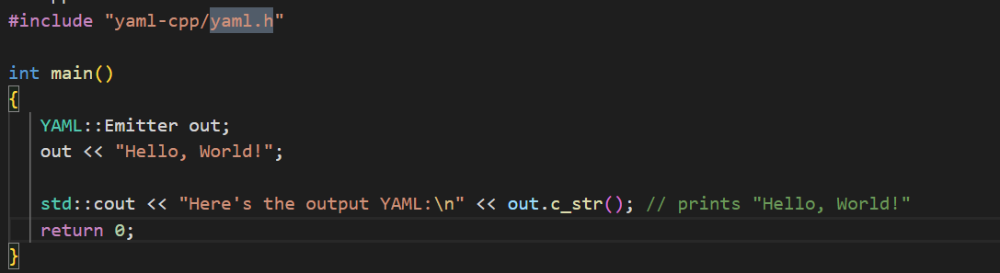 #include "yaml-cpp/yaml.h"
int main()
{
YAML::Emitter out;
out << "Hello, World!";
std::cout << "Here's the output YAML:\n" << out.c_str(); // prints "Hello, World!"
return 0;
}